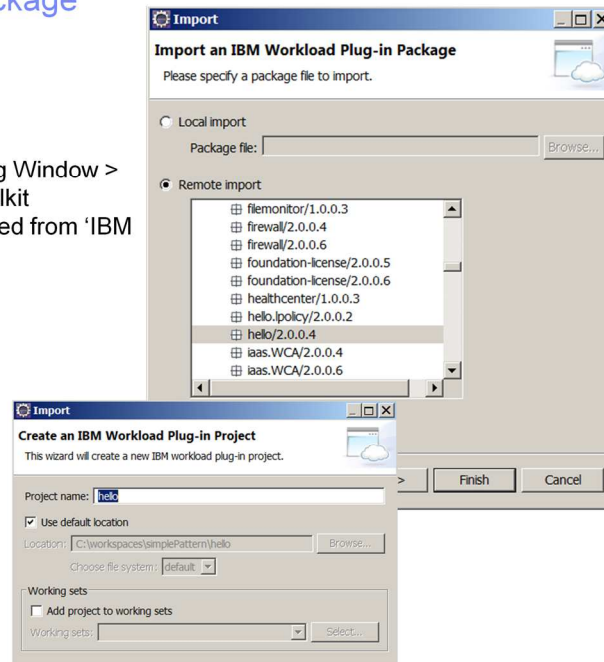 ckage
g Window >
lkit
ed from ‘IBM
Import
Import an IBM Workload Plug-in Package
Please specify a package file to import.
Local import
Package file:
Browse...
Remote import
filemonitor/1.0.0.3
firewall/2.0.0.4
firewall/2.0.0.6
foundation-license/2.0.0.5
foundation-license/2.0.0.6
healthcenter/1.0.0.3
hello.lpolicy/2.0.0.2
hello/2.0.0.4
iaas.WCA/2.0.0.4
iaas.WCA/2.0.0.6
> Finish Cancel
Import
Create an IBM Workload Plug-in Project
This wizard will create a new IBM workload plug-in project.
Project name: hello
Use default location
Location: C:\workspaces\simplePattern\hello Browse...
Choose file system: default
Working sets
Add project to working sets
Working sets: Select...